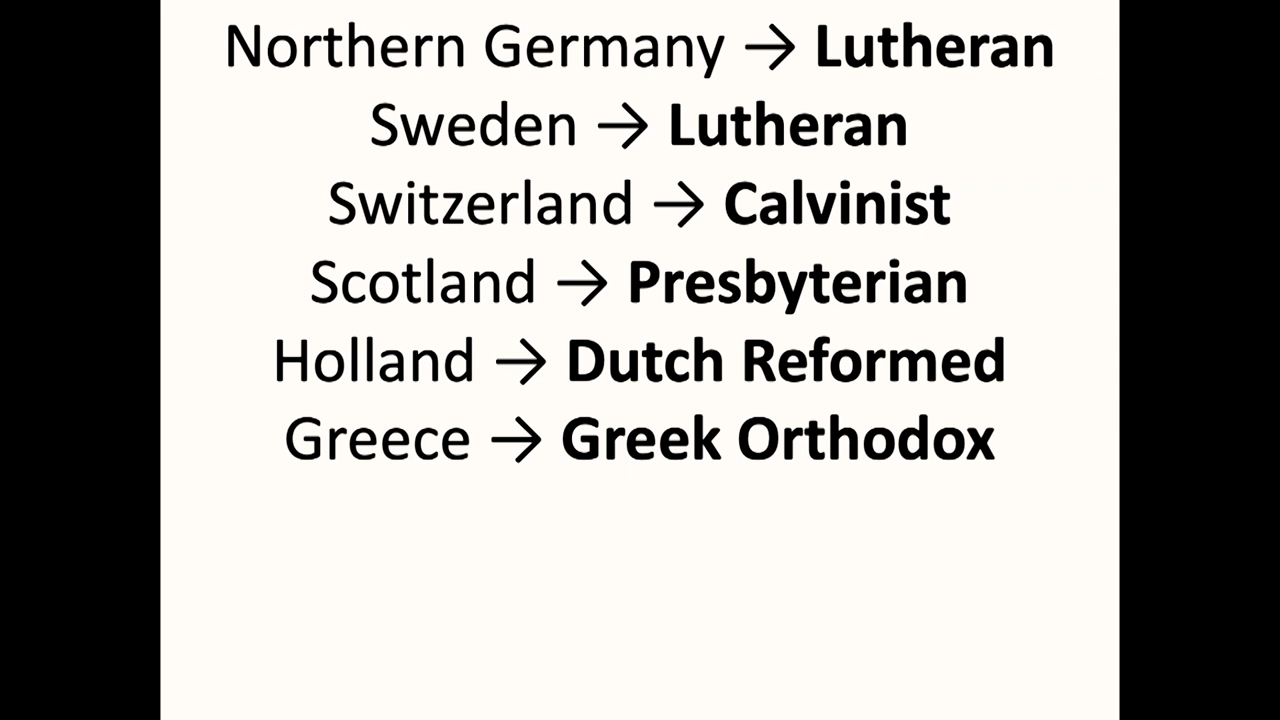 Northern Germany → Lutheran
Sweden → Lutheran
Switzerland → Calvinist
Scotland → Presbyterian
Holland → Dutch Reformed
Greece → Greek Orthodox